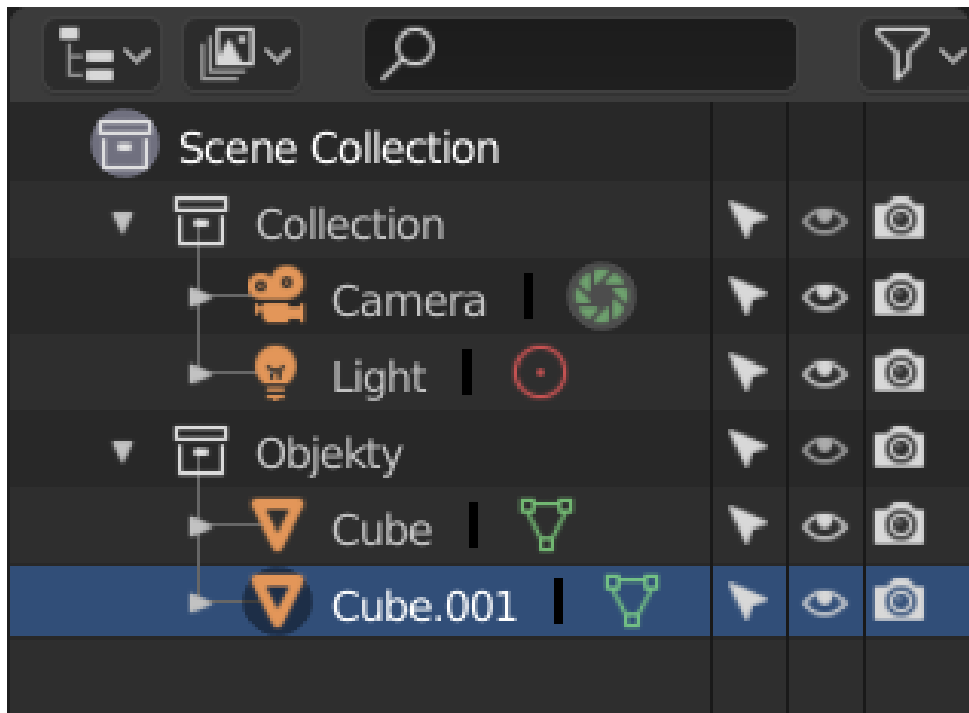 Scene Collection
Collection
Camera
Light
Objekty
Cube
Cube.001